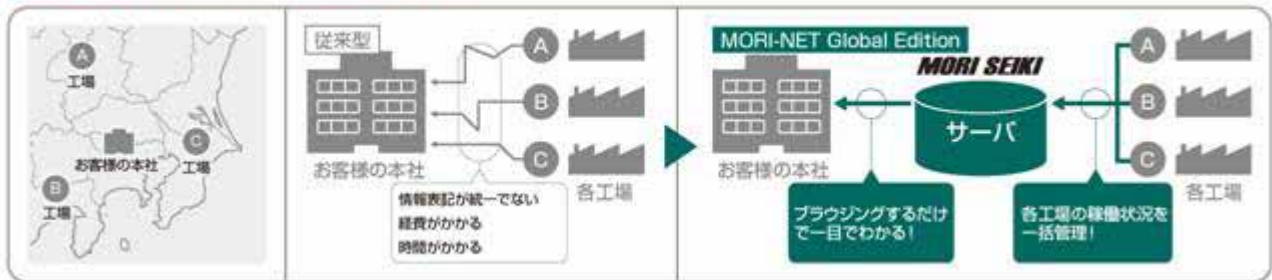 A
工場
お客様の本社
C
工場
B
工場
従来型
A
B
C
お客様の本社
各工場
情報表記が統一でない
経費がかかる
時間がかかる
MORI-NET Global Edition
MORI SEIKI
サーバ
A
B
C
お客様の本社
各工場
ブラウジングするだけ
で一目でわかる!
各工場の稼働状況を
一括管理!